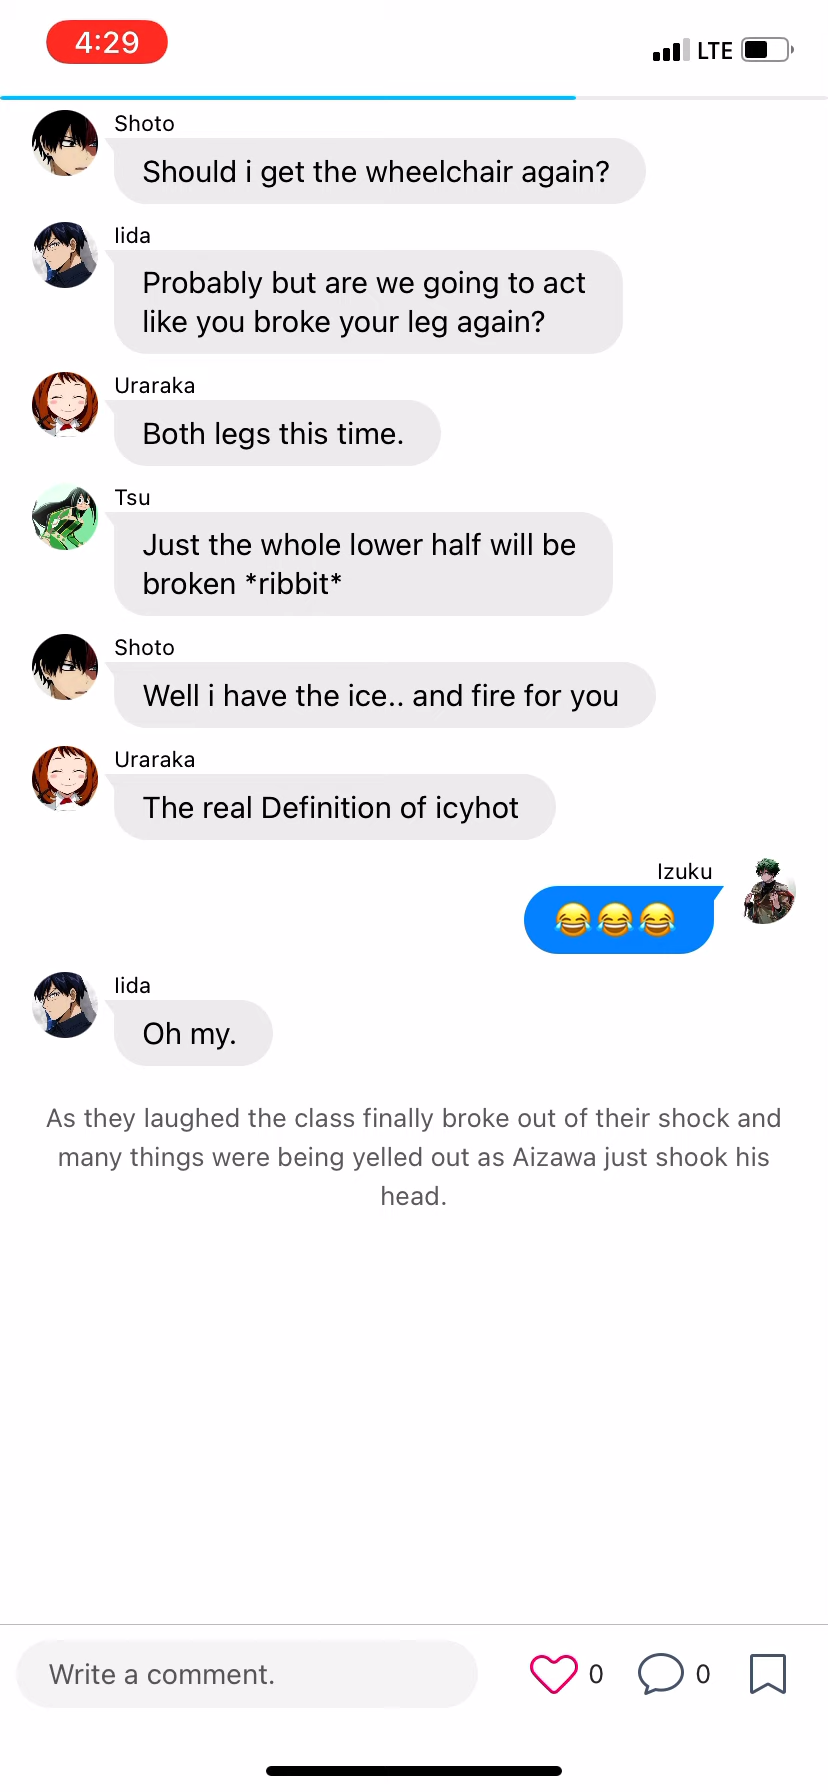 4:29
LTE
Shoto
Should i get the wheelchair again?
Iida
Probably but are we going to act
like you broke your leg again?
Uraraka
Both legs this time.
Tsu
Just the whole lower half will be
broken *ribbit*
Shoto
Well i have the ice.. and fire for you
Uraraka
The real Definition of icyhot
Izuku
😂😂😂
Iida
Oh my.
As they laughed the class finally broke out of their shock and
many things were being yelled out as Aizawa just shook his
head.
Write a comment.
0
0